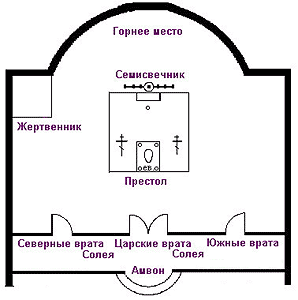 Горнее место
Семисвечник
Жертвенник
Престол
Северные врата Царские врата Южные врата
Солея Солея
Амвон